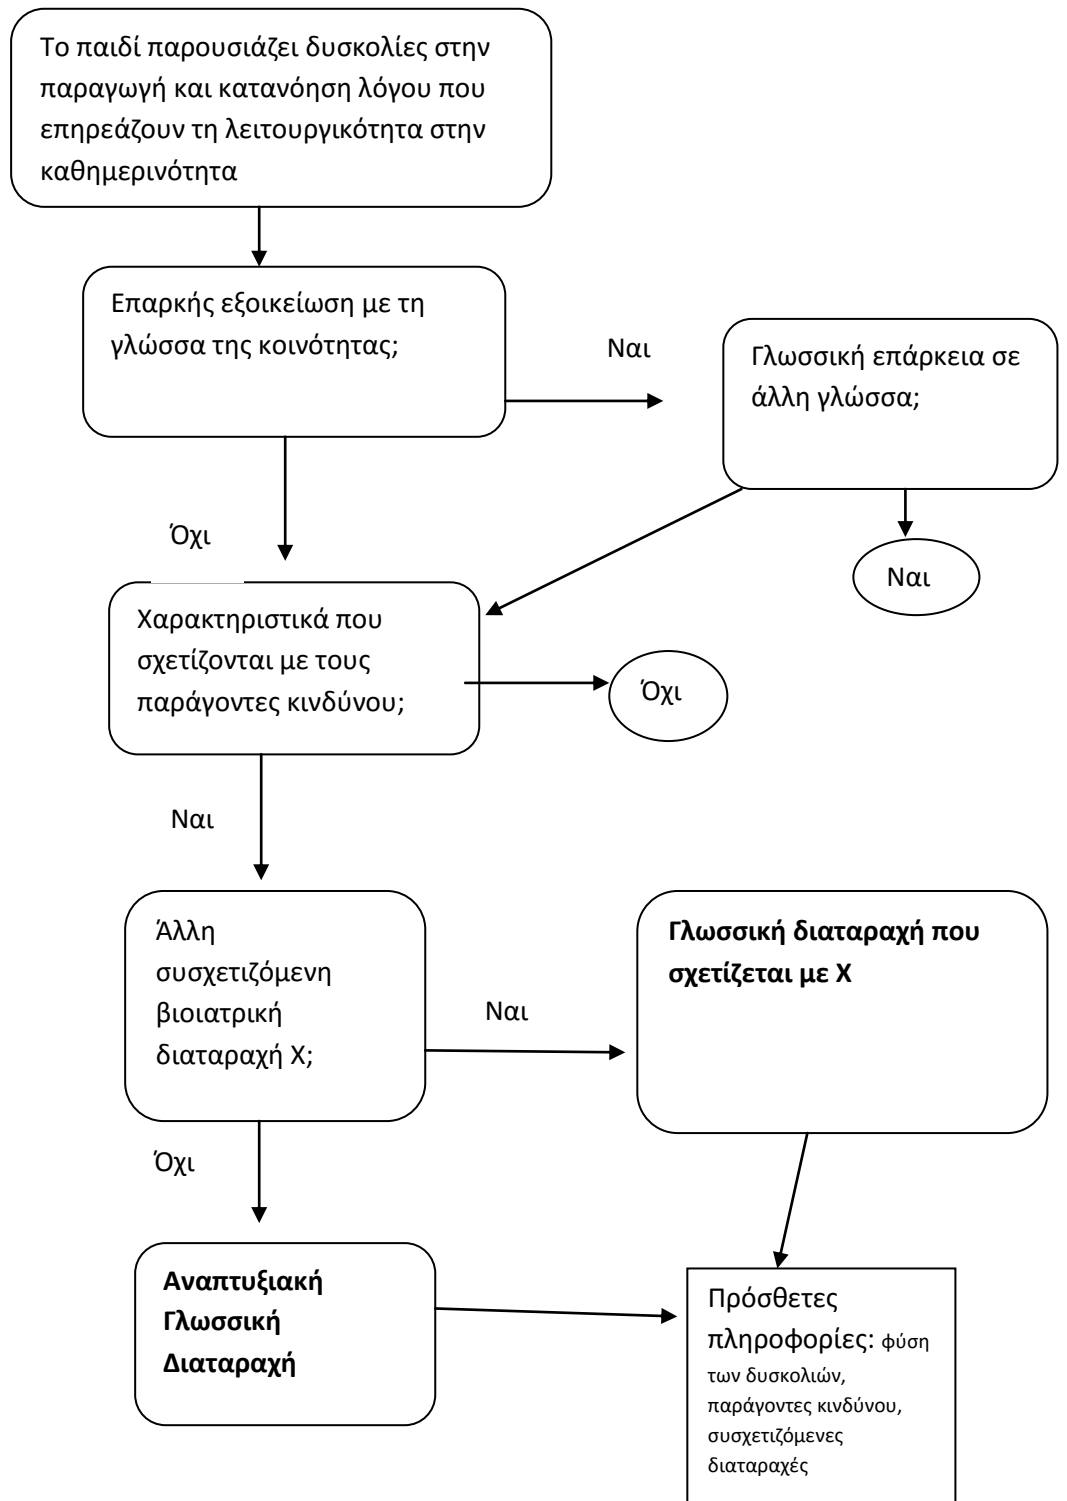 Το παιδί παρουσιάζει δυσκολίες στην
παραγωγή και κατανόηση λόγου που
επηρεάζουν τη λειτουργικότητα στην
καθημερινότητα
Επαρκής εξοικείωση με τη
γλώσσα της κοινότητας;
Ναι
Γλωσσική επάρκεια σε
άλλη γλώσσα;
Όχι
Ναι
Χαρακτηριστικά που
σχετίζονται με τους
παράγοντες κινδύνου;
Όχι
Ναι
Άλλη
συσχετιζόμενη
βιοιατρική
διαταραχή Χ;
Ναι
Γλωσσική διαταραχή που
σχετίζεται με Χ
Όχι
Αναπτυξιακή
Γλωσσική
Διαταραχή
Πρόσθετες
πληροφορίες: φύση
των δυσκολιών,
παράγοντες κινδύνου,
συσχετιζόμενες
διαταραχές